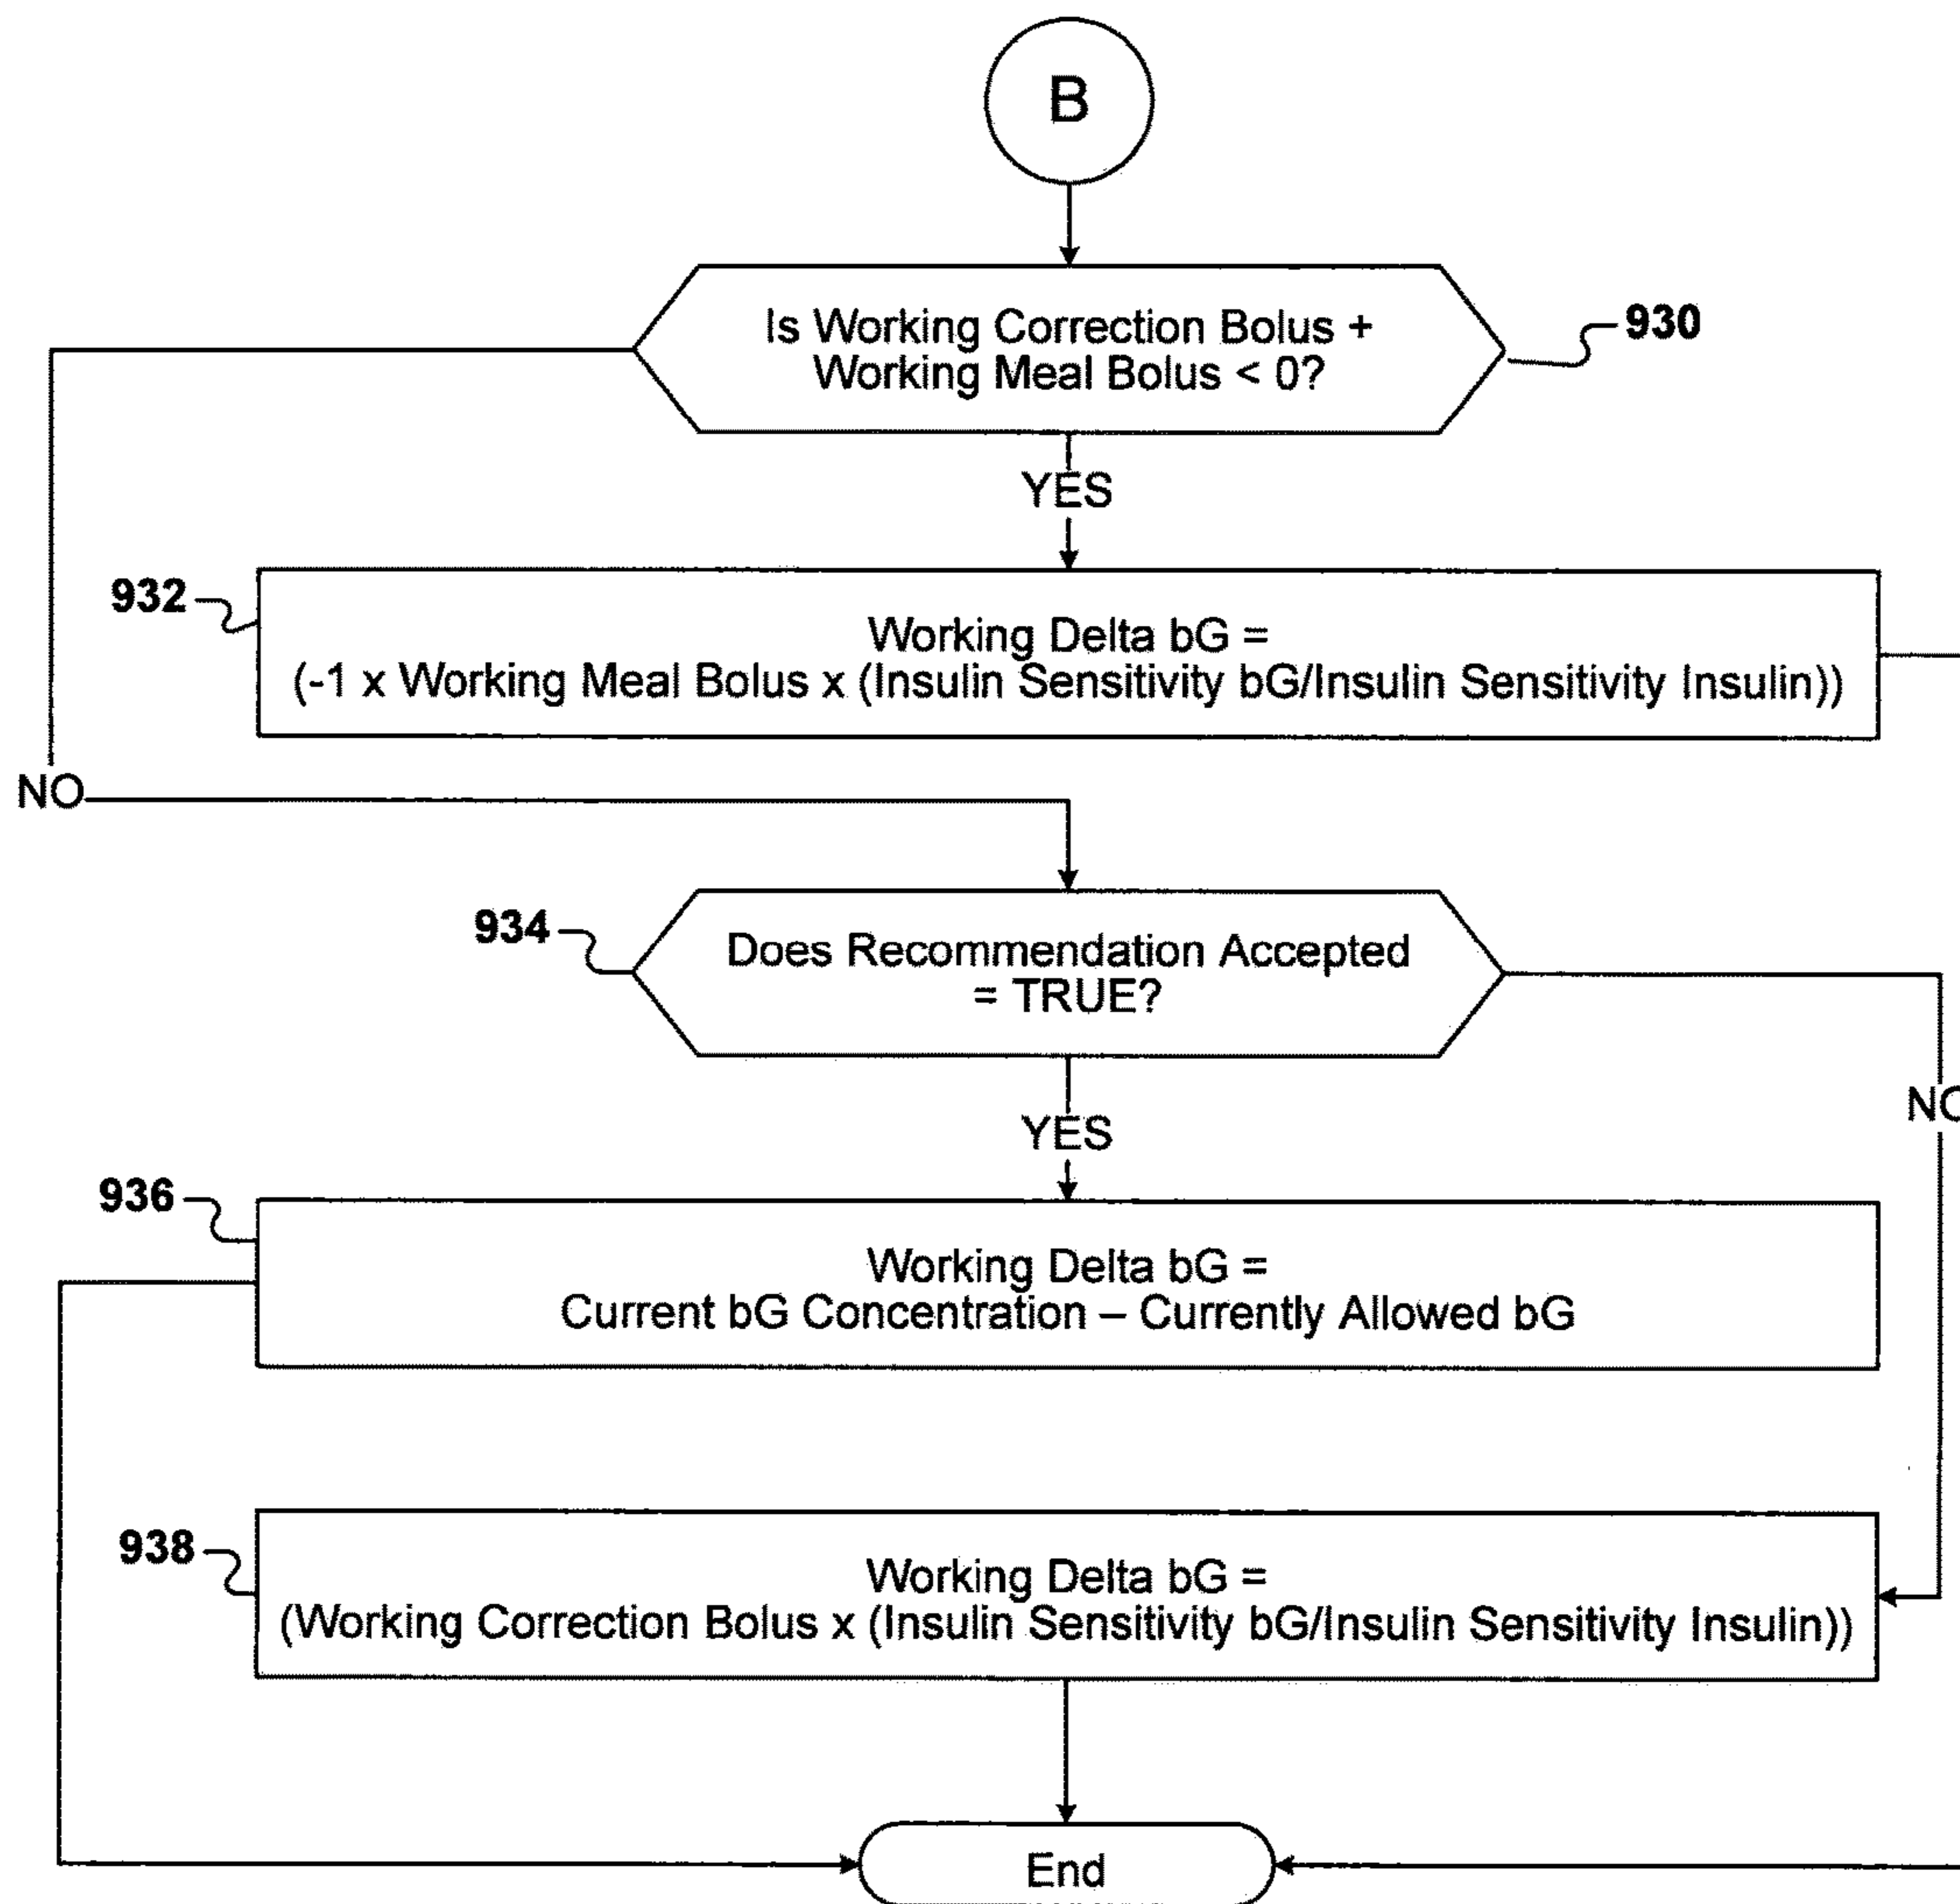 B
Is Working Correction Bolus +
Working Meal Bolus < 0?
930
YES
932
Working Delta bG =
(-1 x Working Meal Bolus x (Insulin Sensitivity bG/Insulin Sensitivity Insulin))
NO
934
Does Recommendation Accepted
= TRUE?
NO
YES
936
Working Delta bG =
Current bG Concentration – Currently Allowed bG
938
Working Delta bG =
(Working Correction Bolus x (Insulin Sensitivity bG/Insulin Sensitivity Insulin))
End